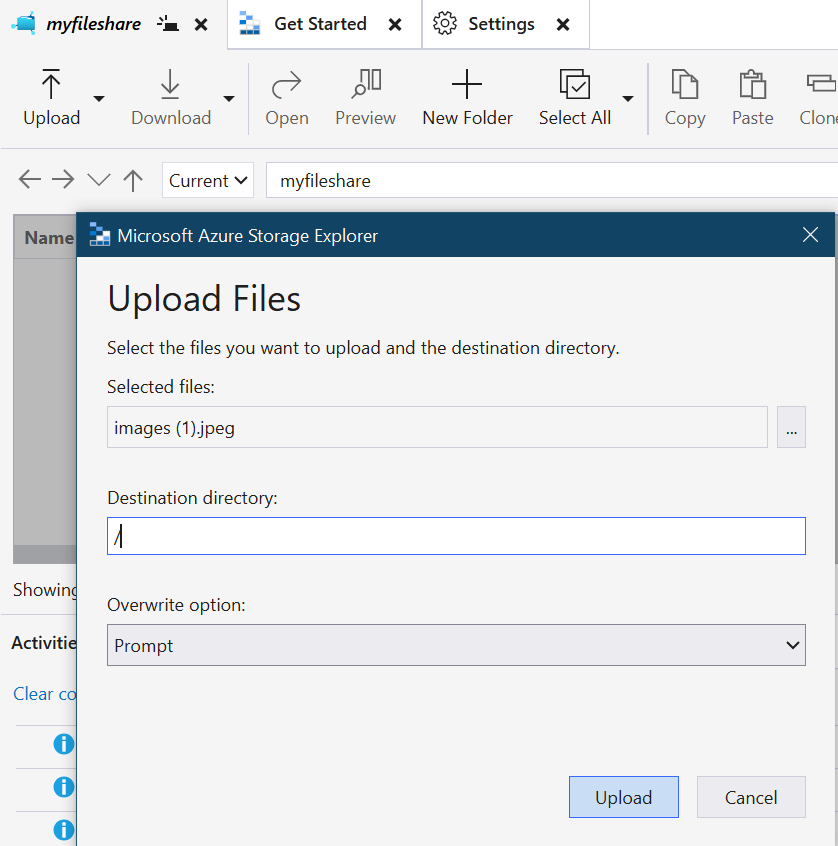 myfileshare Get Started Settings
Upload Download Open Preview New Folder Select All Copy Paste Clone
Current myfileshare
Name Microsoft Azure Storage Explorer
Upload Files
Select the files you want to upload and the destination directory.
Selected files:
images (1).jpeg ...
Destination directory:
/
Showing
Overwrite option:
Activitie
Prompt
Clear co
Upload Cancel